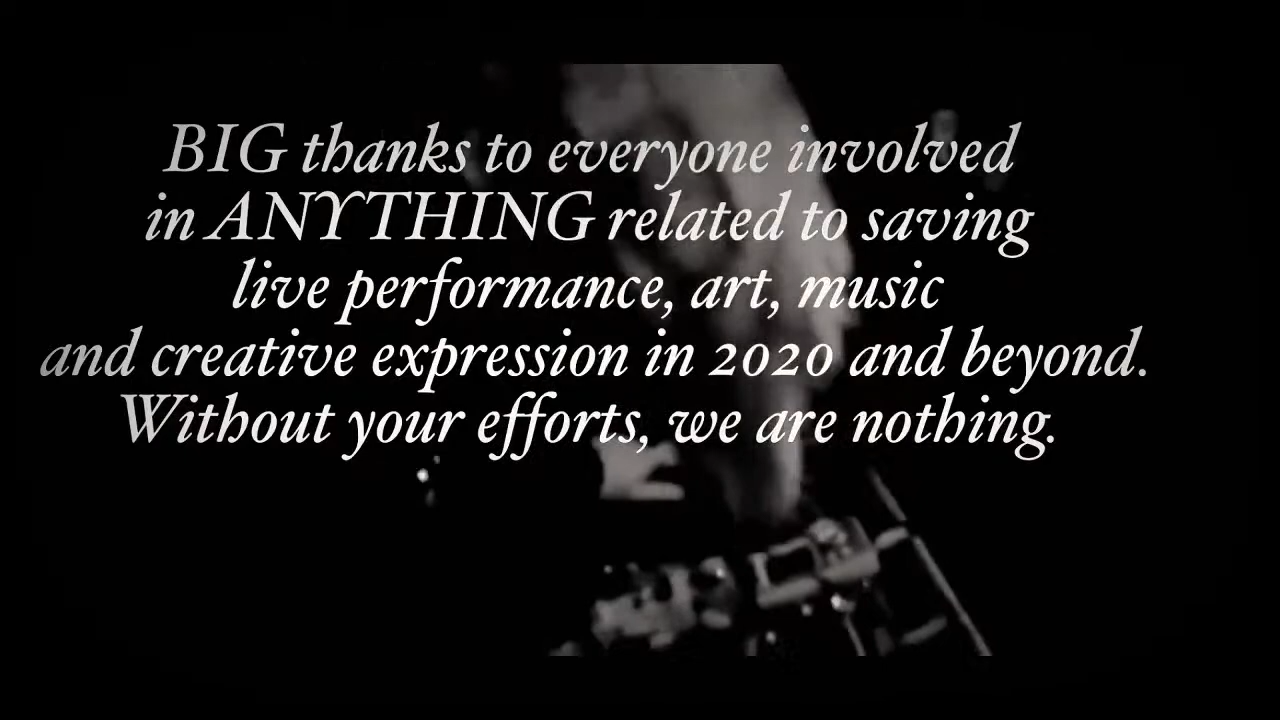 BIG thanks to everyone involved
in ANYTHING related to saving
live performance, art, music
and creative expression in 2020 and beyond.
Without your efforts, we are nothing.